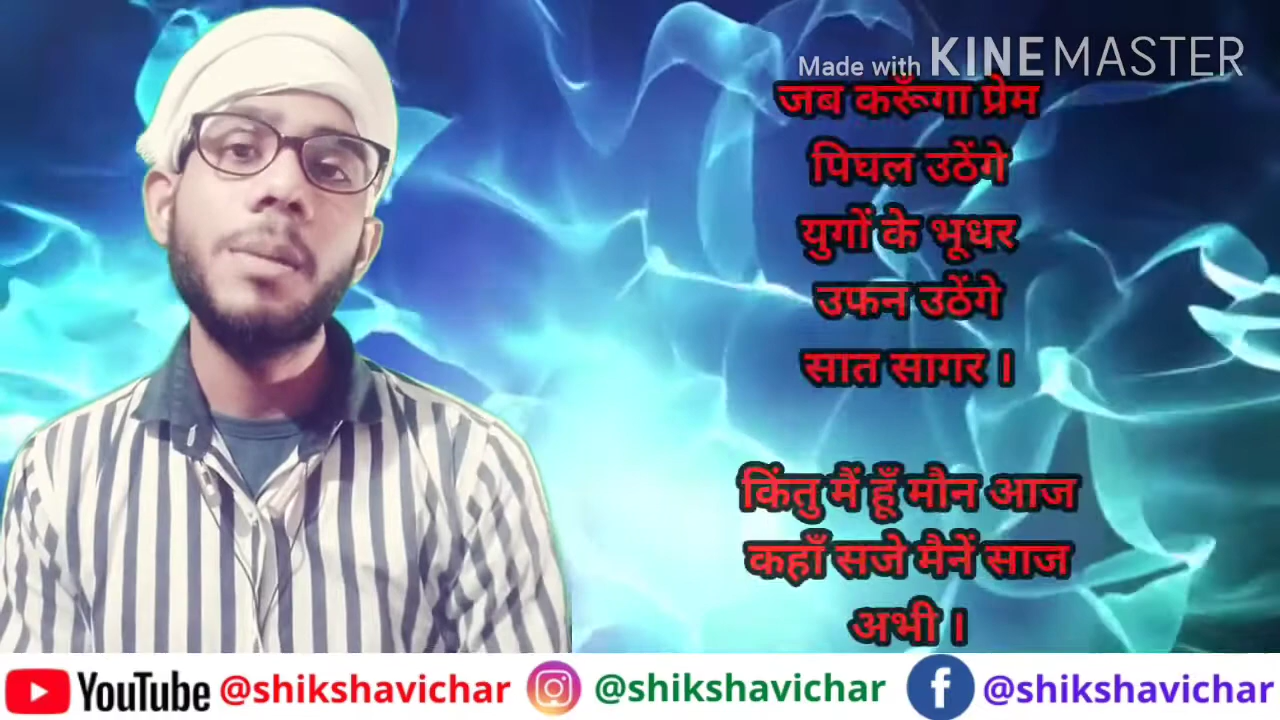 Made with KINEMASTER
जब करूँगा प्रेम
पिघल उठेंगे
युगों के भूधर
उफन उठेंगे
सात सागर ।
किंतु मैं हूँ मौन आज
कहाँ सजे मैनें साज
अभी ।
YouTube @shikshavichar @shikshavichar @shikshavichar